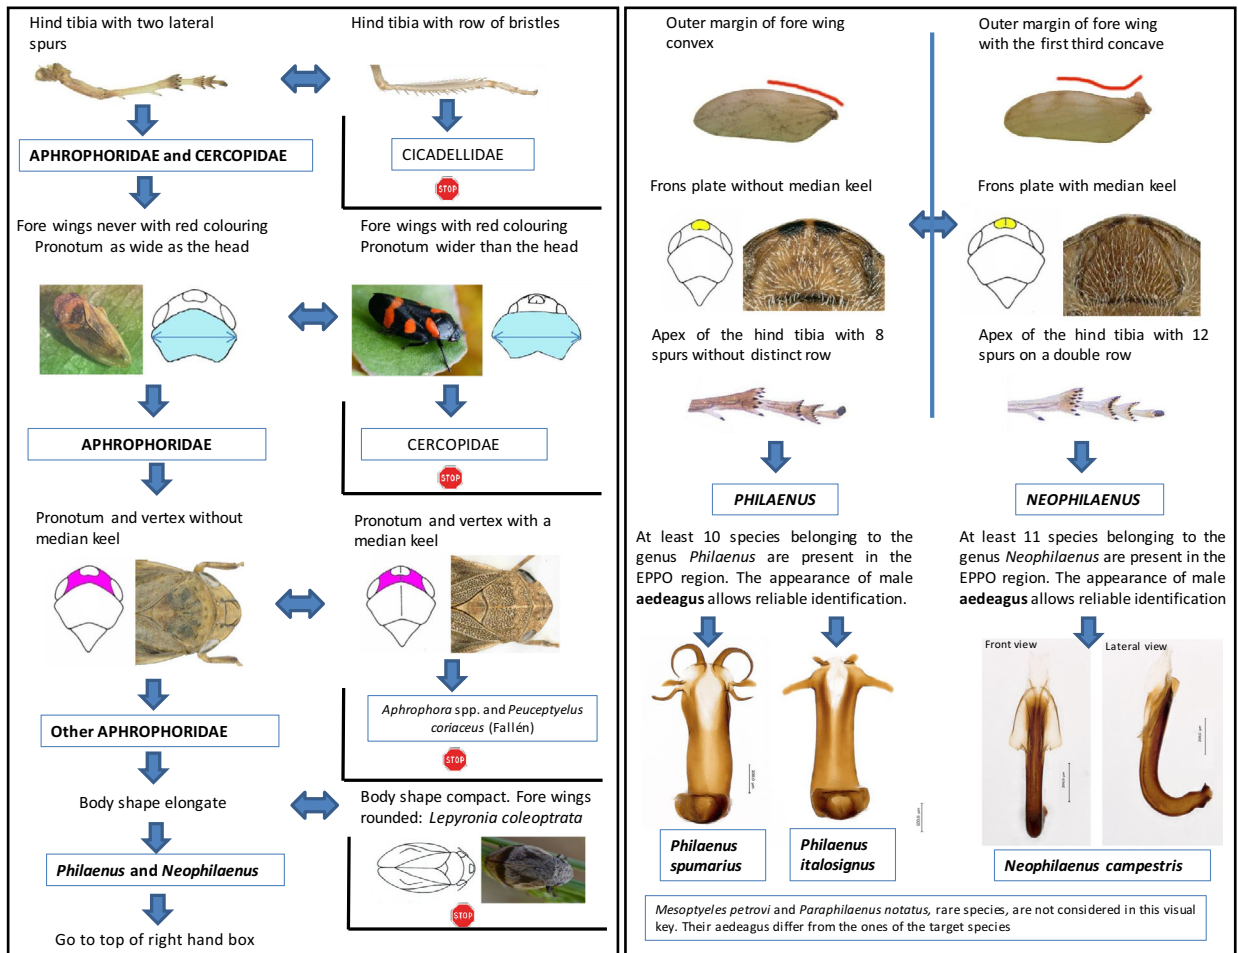 Hind tibia with two lateral
spurs
Hind tibia with row of bristles
APHROPHORIDAE and CERCOPIDAE
CICADELLIDAE
STOP
Fore wings never with red colouring
Pronotum as wide as the head
Fore wings with red colouring
Pronotum wider than the head
APHROPHORIDAE
CERCOPIDAE
STOP
Pronotum and vertex without
median keel
Pronotum and vertex with a
median keel
Other APHROPHORIDAE
Aphrophora spp. and Peuceptyelus
coriaceus (Fallén)
STOP
Body shape elongate
Body shape compact. Fore wings
rounded: Lepyronia coleoptrata
Philaenus and Neophilaenus
STOP
Go to top of right hand box
Outer margin of fore wing
convex
Outer margin of fore wing
with the first third concave
Frons plate without median keel
Frons plate with median keel
Apex of the hind tibia with 8
spurs without distinct row
Apex of the hind tibia with 12
spurs on a double row
PHILAENUS
NEOPHILAENUS
At least 10 species belonging to the
genus Philaenus are present in the
EPPO region. The appearance of male
aedeagus allows reliable identification.
At least 11 species belonging to the
genus Neophilaenus are present in the
EPPO region. The appearance of male
aedeagus allows reliable identification
Front view
Lateral view
Philaenus
spumarius
Philaenus
italosignus
Neophilaenus campestris
Mesoptyeles petrovi and Paraphilaenus notatus, rare species, are not considered in this visual
key. Their aedeagus differ from the ones of the target species